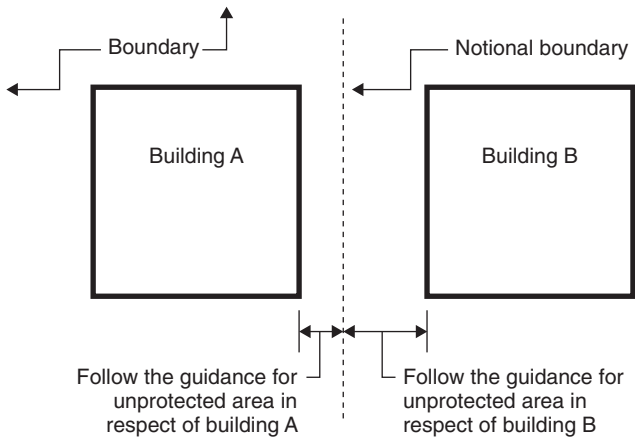 Boundary
Notional boundary
Building A
Building B
Follow the guidance for
unprotected area in
respect of building A
Follow the guidance for
unprotected area in
respect of building B